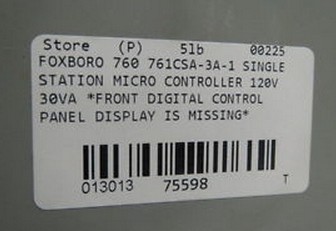 Store (P) 5lb 00225
FOXBORO 760 761CSA-3A-1 SINGLE
STATION MICRO CONTROLLER 120V
30VA *FRONT DIGITAL CONTROL
PANEL DISPLAY IS MISSING*
013013 75598 T